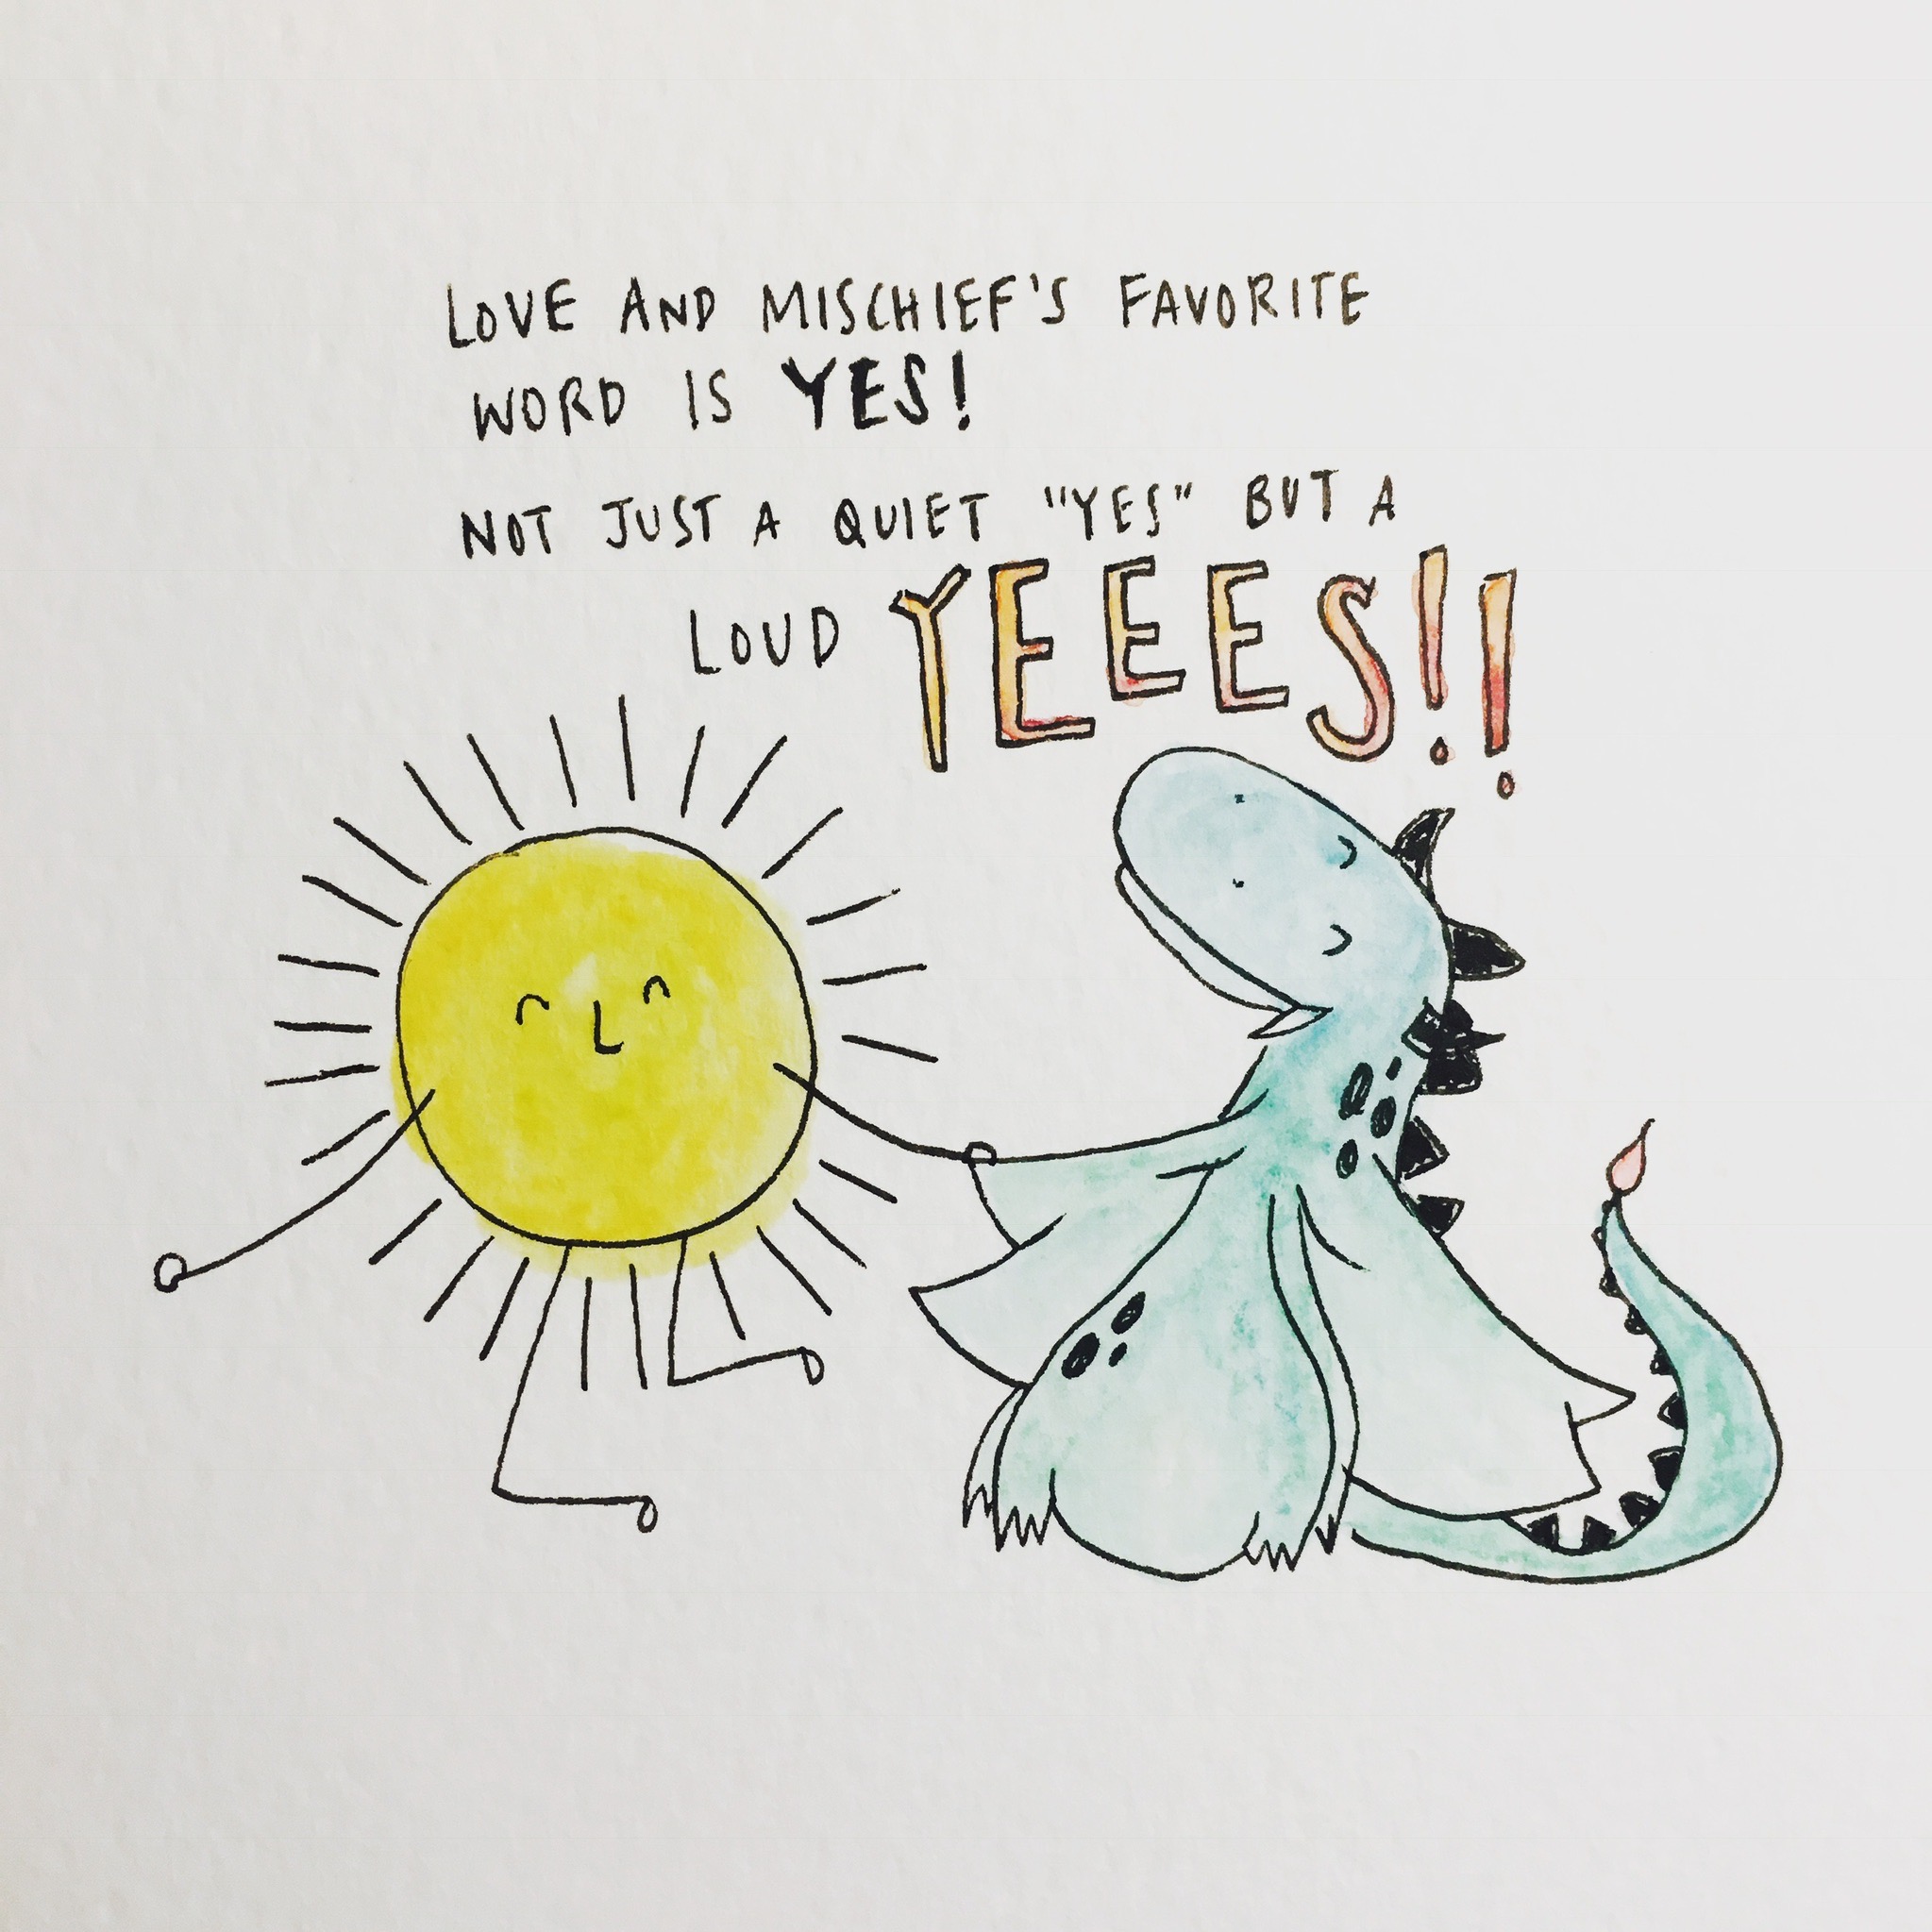 LOVE AND MISCHIEF'S FAVORITE
WORD IS YES!
NOT JUST A QUIET "YES" BUT A
LOUD YEEES!!